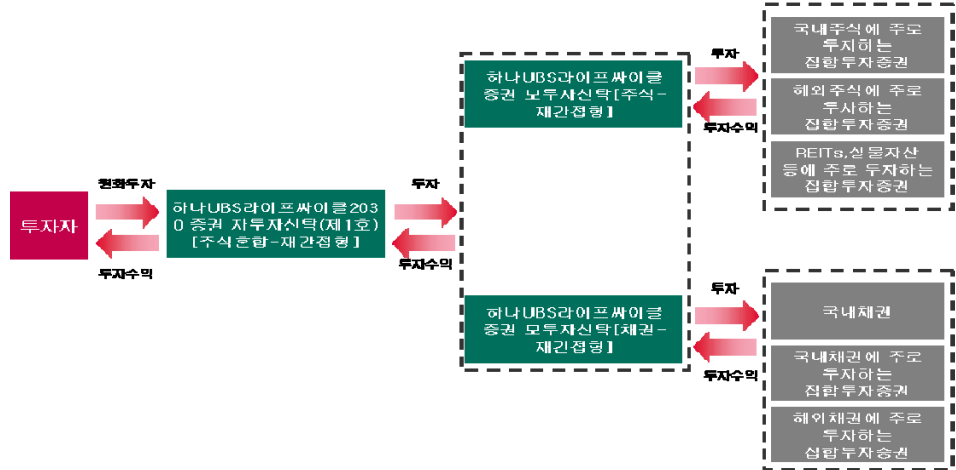 국내주식에 주로
투자하는
집합투자증권
투자
하나UBS라이프싸이클
증권 모투자신탁[주식-
재간접형]
해외주식에 주로
투자하는
집합투자증권
투자수익
REITs,실물자산
등에 주로 투자하는
집합투자증권
원화투자
투자
투자자
하나UBS라이프싸이클203
0 증권 자투자신탁(제1호)
[주식혼합-재간접형]
투자수익
투자수익
투자
하나UBS라이프싸이클
증권 모투자신탁[채권-
재간접형]
국내채권
투자수익
국내채권에 주로
투자하는
집합투자증권
해외채권에 주로
투자하는
집합투자증권